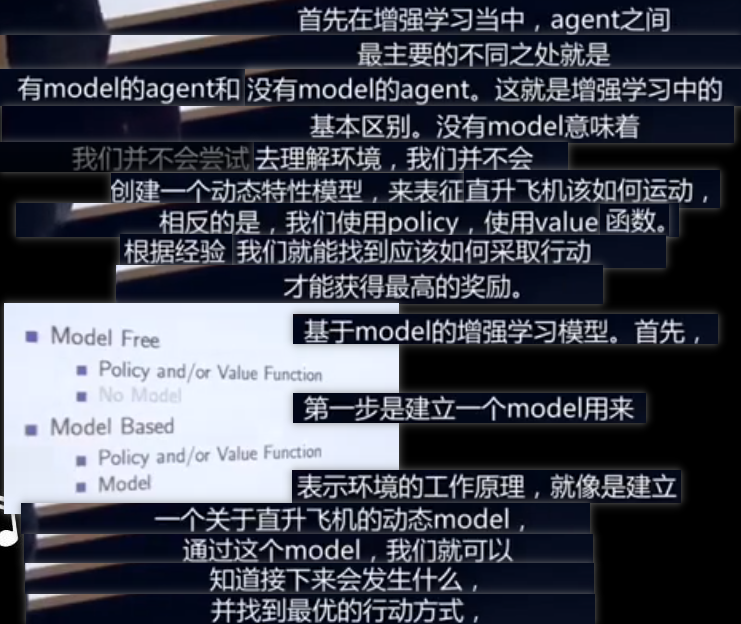 首先在增强学习当中，agent之间
最主要的不同之处就是
有model的agent和 没有model的agent。这就是增强学习中的
基本区别。没有model意味着
我们并不会尝试 去理解环境，我们并不会
创建一个动态特性模型，来表征直升飞机该如何运动，
相反的是，我们使用policy，使用value 函数。
根据经验 我们就能找到应该如何采取行动
才能获得最高的奖励。
基于model的增强学习模型。首先，
■ Model Free
■ Policy and/or Value Function
■ No Model
第一步是建立一个model用来
■ Model Based
■ Policy and/or Value Function
■ Model
表示环境的工作原理，就像是建立
一个关于直升飞机的动态model，
通过这个model，我们就可以
知道接下来会发生什么，
并找到最优的行动方式，